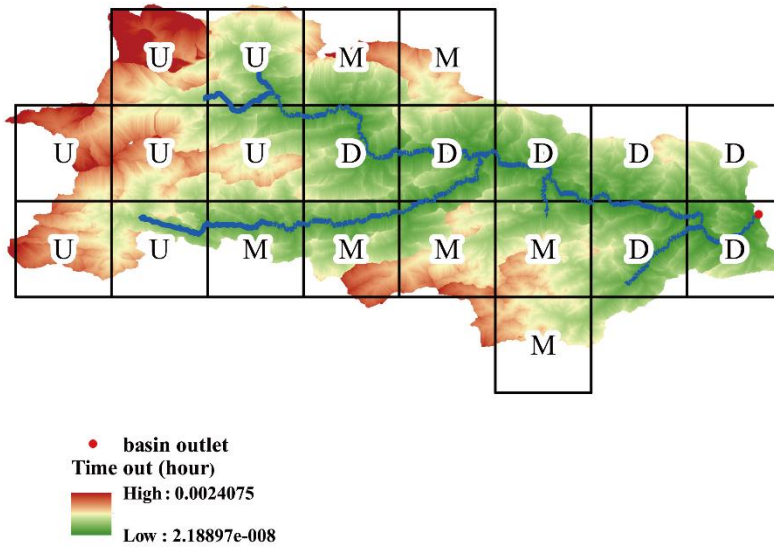 U U M M
U U U D D D D D
U U M M M M D D
M
basin outlet
Time out (hour)
High : 0.0024075
Low : 2.18897e-008